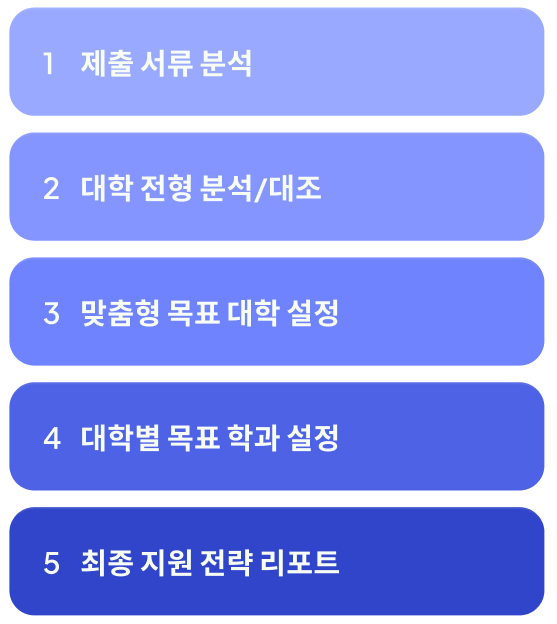 1 제출 서류 분석
2 대학 전형 분석/대조
3 맞춤형 목표 대학 설정
4 대학별 목표 학과 설정
5 최종 지원 전략 리포트